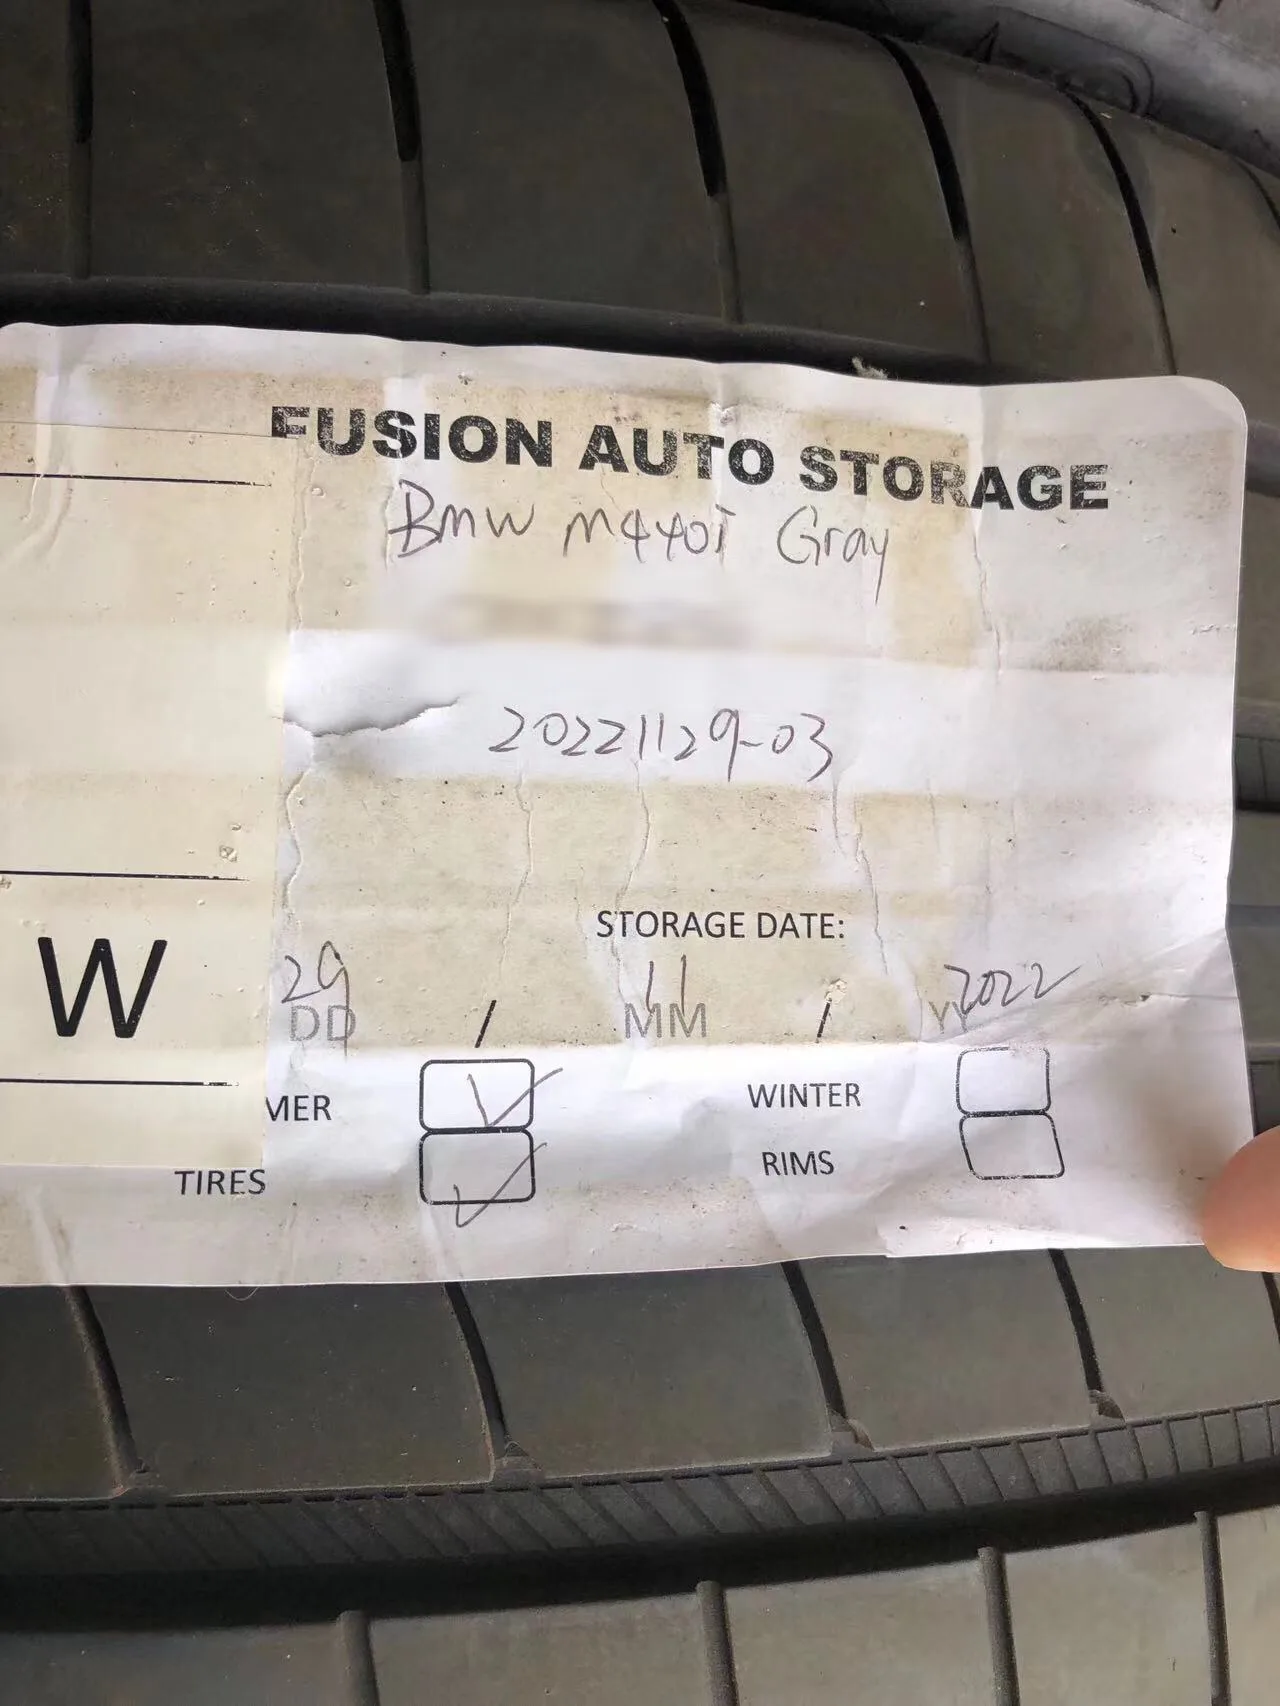 FUSION AUTO STORAGE
BMW M440i Gray
20221129-03
STORAGE DATE:
W
29 11 2022
DD / MM /
MER WINTER
TIRES RIMS